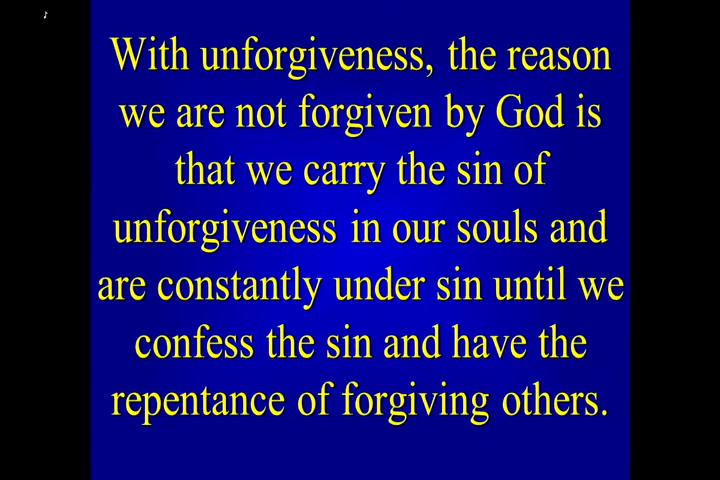 With unforgiveness, the reason
we are not forgiven by God is
that we carry the sin of
unforgiveness in our souls and
are constantly under sin until we
confess the sin and have the
repentance of forgiving others.